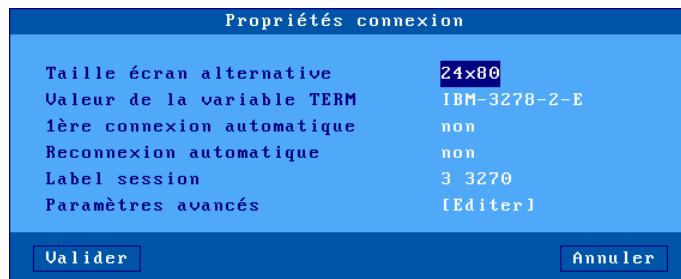 Propriétés connexion
Taille écran alternative 24x80
Valeur de la variable TERM IBM-3278-2-E
1ère connexion automatique non
Reconnexion automatique non
Label session 3 3270
Paramètres avancés [Editer]
Valider Annuler